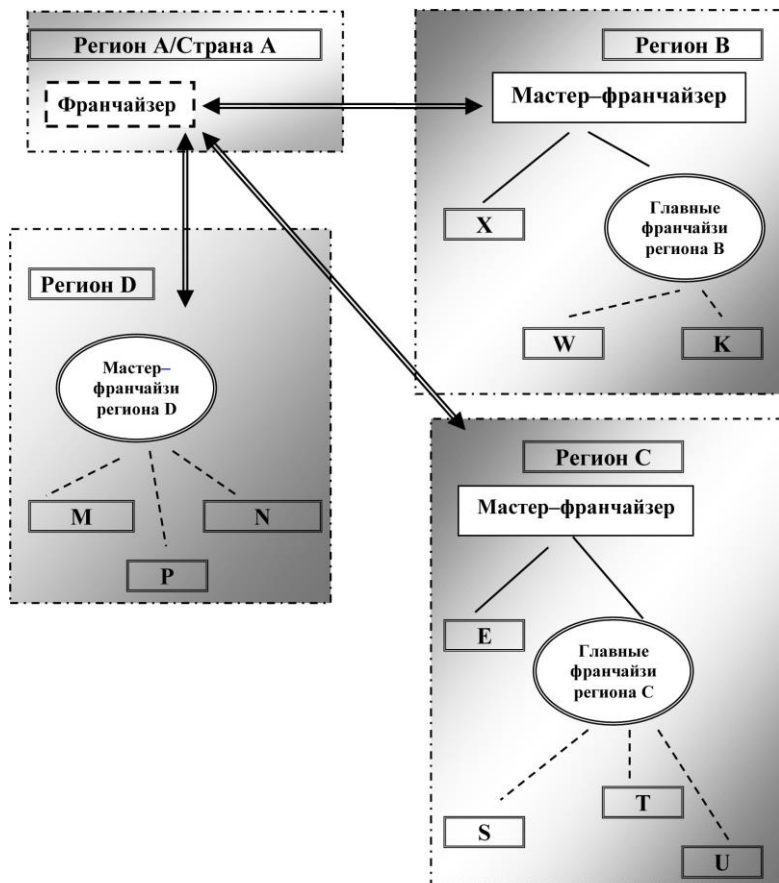 Регион А/Страна А
Франчайзер
Регион В
Мастер–франчайзер
X
Главные
франчайзи
региона В
W
K
Регион D
Мастер–
франчайзи
региона D
M
N
P
Регион С
Мастер–франчайзер
E
Главные
франчайзи
региона С
S
T
U